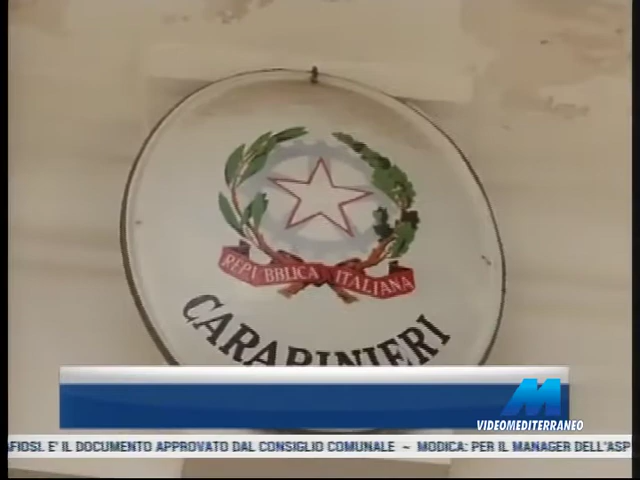 REPUBBLICA ITALIANA
CARABINIERI
M
VIDEOMEDITERRANEO
AFIOSI. E' IL DOCUMENTO APPROVATO DAL CONSIGLIO COMUNALE ~ MODICA: PER IL MANAGER DELL'ASP